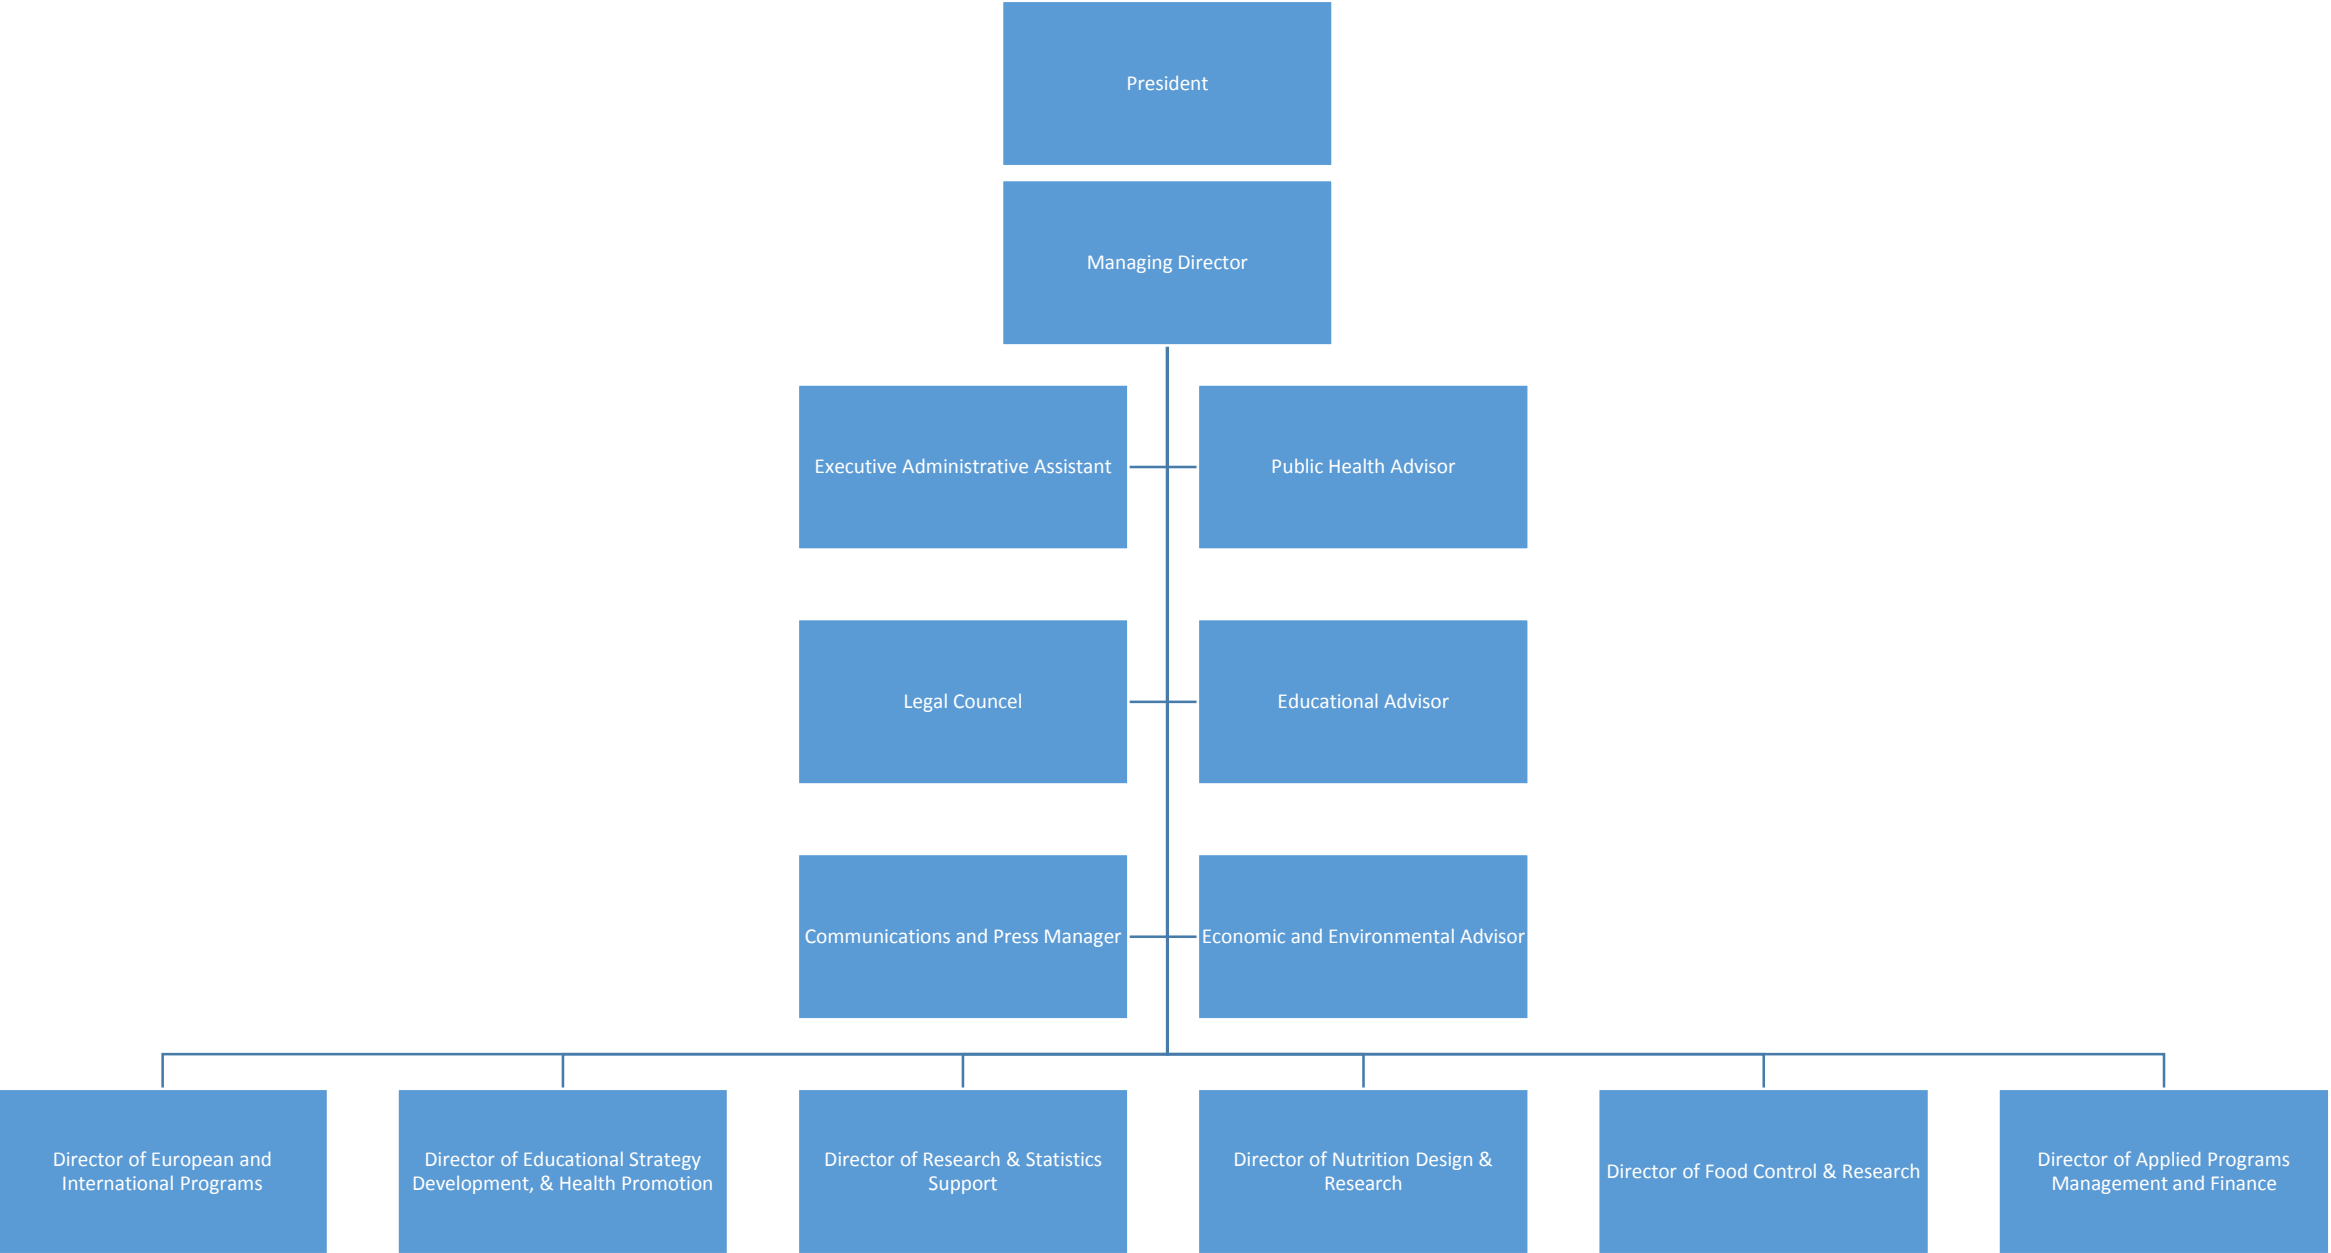 President
Managing Director
Executive Administrative Assistant
Public Health Advisor
Legal Councel
Educational Advisor
Communications and Press Manager
Economic and Environmental Advisor
Director of European and
International Programs
Director of Educational Strategy
Development, & Health Promotion
Director of Research & Statistics
Support
Director of Nutrition Design &
Research
Director of Food Control & Research
Director of Applied Programs
Management and Finance